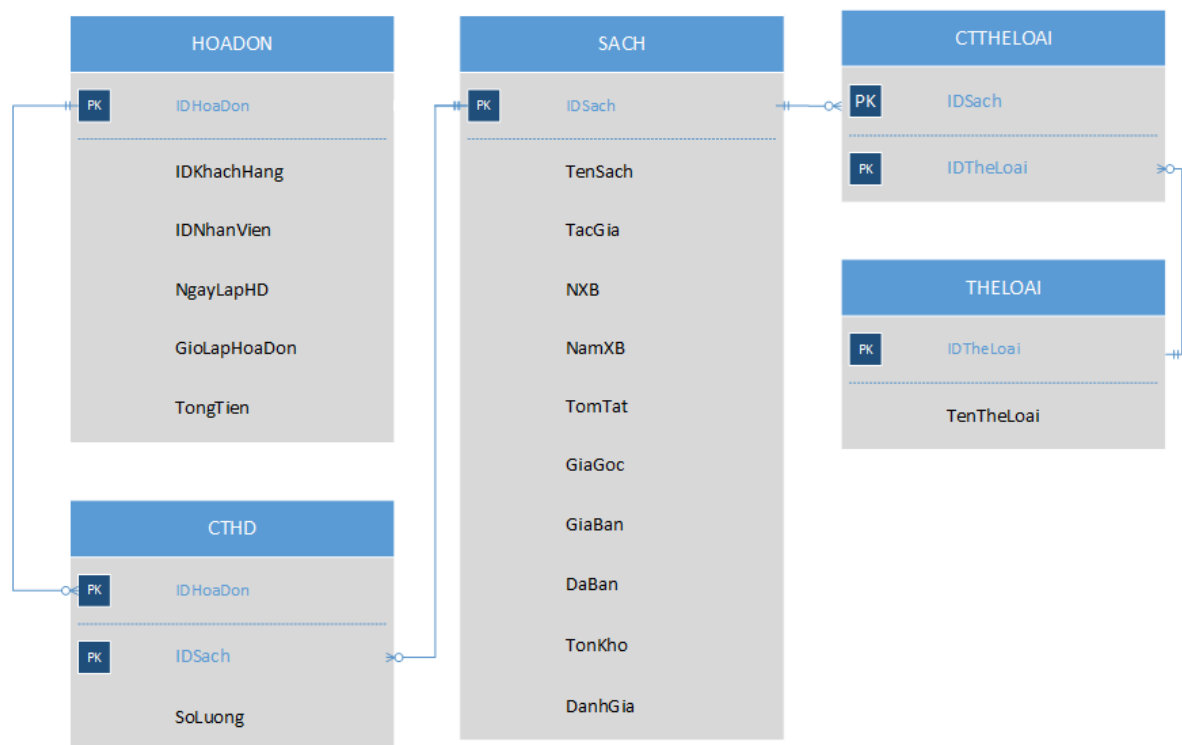 HOADON
PK IDHoaDon
IDKhachHang
IDNhanVien
NgayLapHD
GioLapHoaDon
TongTien
CTHD
PK IDHoaDon
PK IDSach
SoLuong
SACH
PK IDSach
TenSach
TacGia
NXB
NamXB
TomTat
GiaGoc
GiaBan
DaBan
TonKho
DanhGia
CTTHELOAI
PK IDSach
PK IDTheLoai
THELOAI
PK IDTheLoai
TenTheLoai